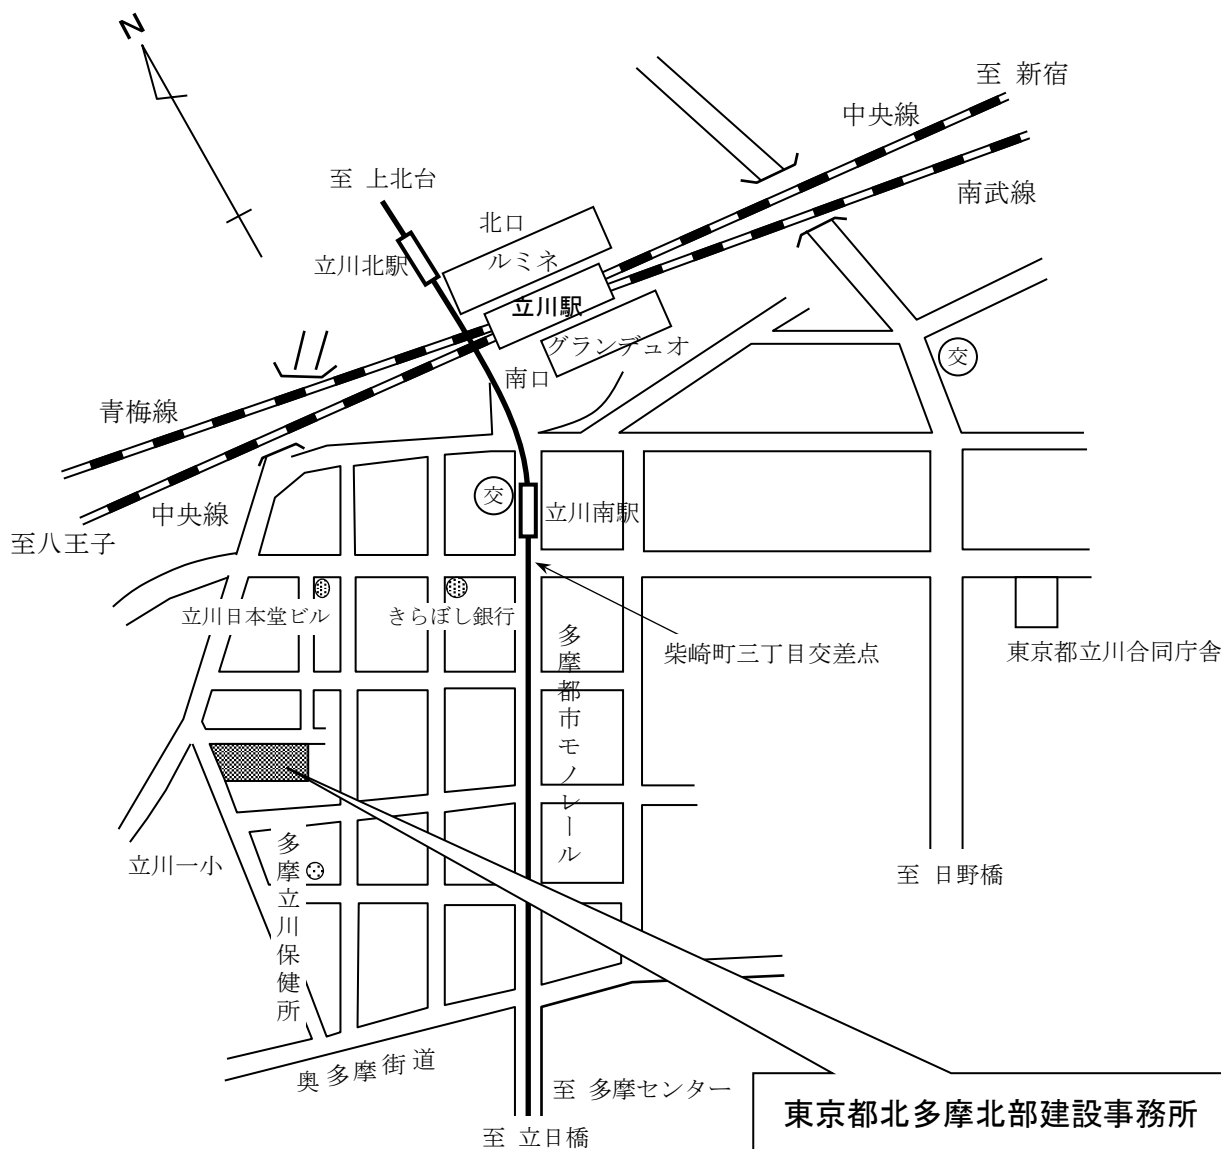 N
至 新宿
中央線
南武線
至 上北台
北口
立川北駅
ルミネ
立川駅
グランデュオ
交
南口
青梅線
交
立川南駅
中央線
至八王子
立川日本堂ビル
きらぼし銀行
柴崎町三丁目交差点
東京都立川合同庁舎
多摩都市モノレール
立川一小
多摩立川保健所
至 日野橋
奥多摩街道
至 多摩センター
至 立日橋
東京都北多摩北部建設事務所